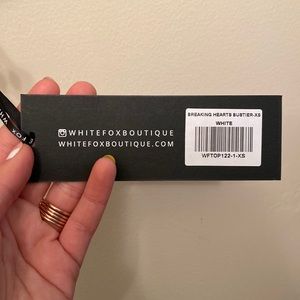 WHITEFOXBOUTIQUE
WHITEFOXBOUTIQUE.COM
BREAKING HEARTS BUSTIER-XS
WHITE
WFTOP122-1-XS